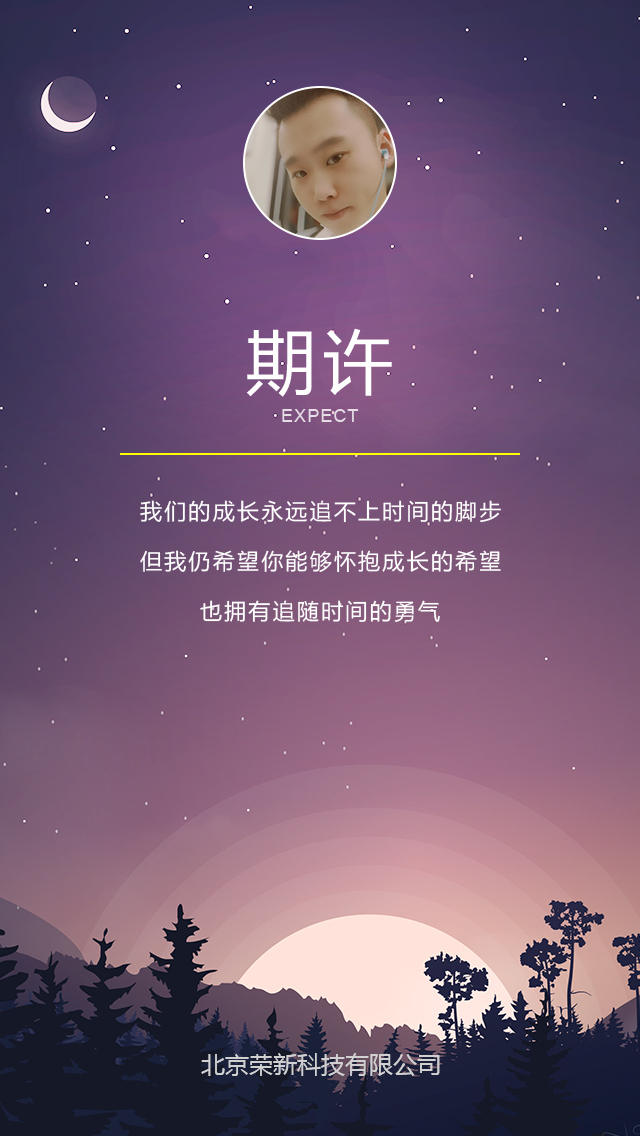 期许
EXPECT
我们的成长永远追不上时间的脚步
但我仍希望你能够怀抱成长的希望
也拥有追随时间的勇气
北京荣新科技有限公司